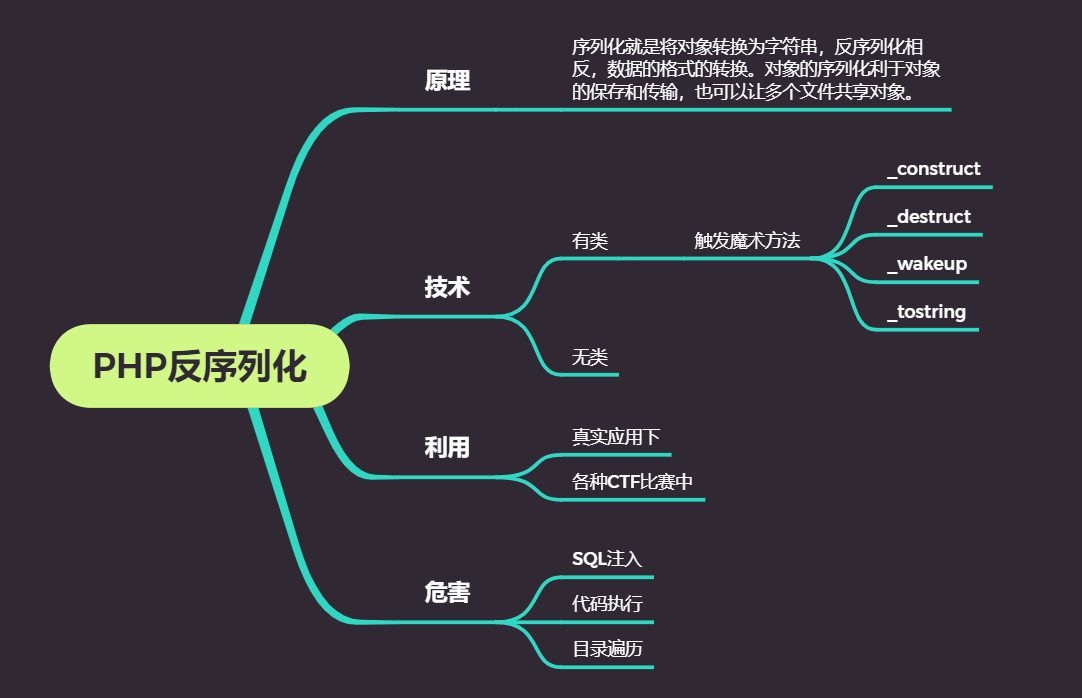 PHP反序列化
原理
序列化就是将对象转换为字符串，反序列化相
反，数据的格式的转换。对象的序列化利于对象
的保存和传输，也可以让多个文件共享对象。
技术
有类
触发魔术方法
_construct
_destruct
_wakeup
_tostring
无类
利用
真实应用下
各种CTF比赛中
危害
SQL注入
代码执行
目录遍历